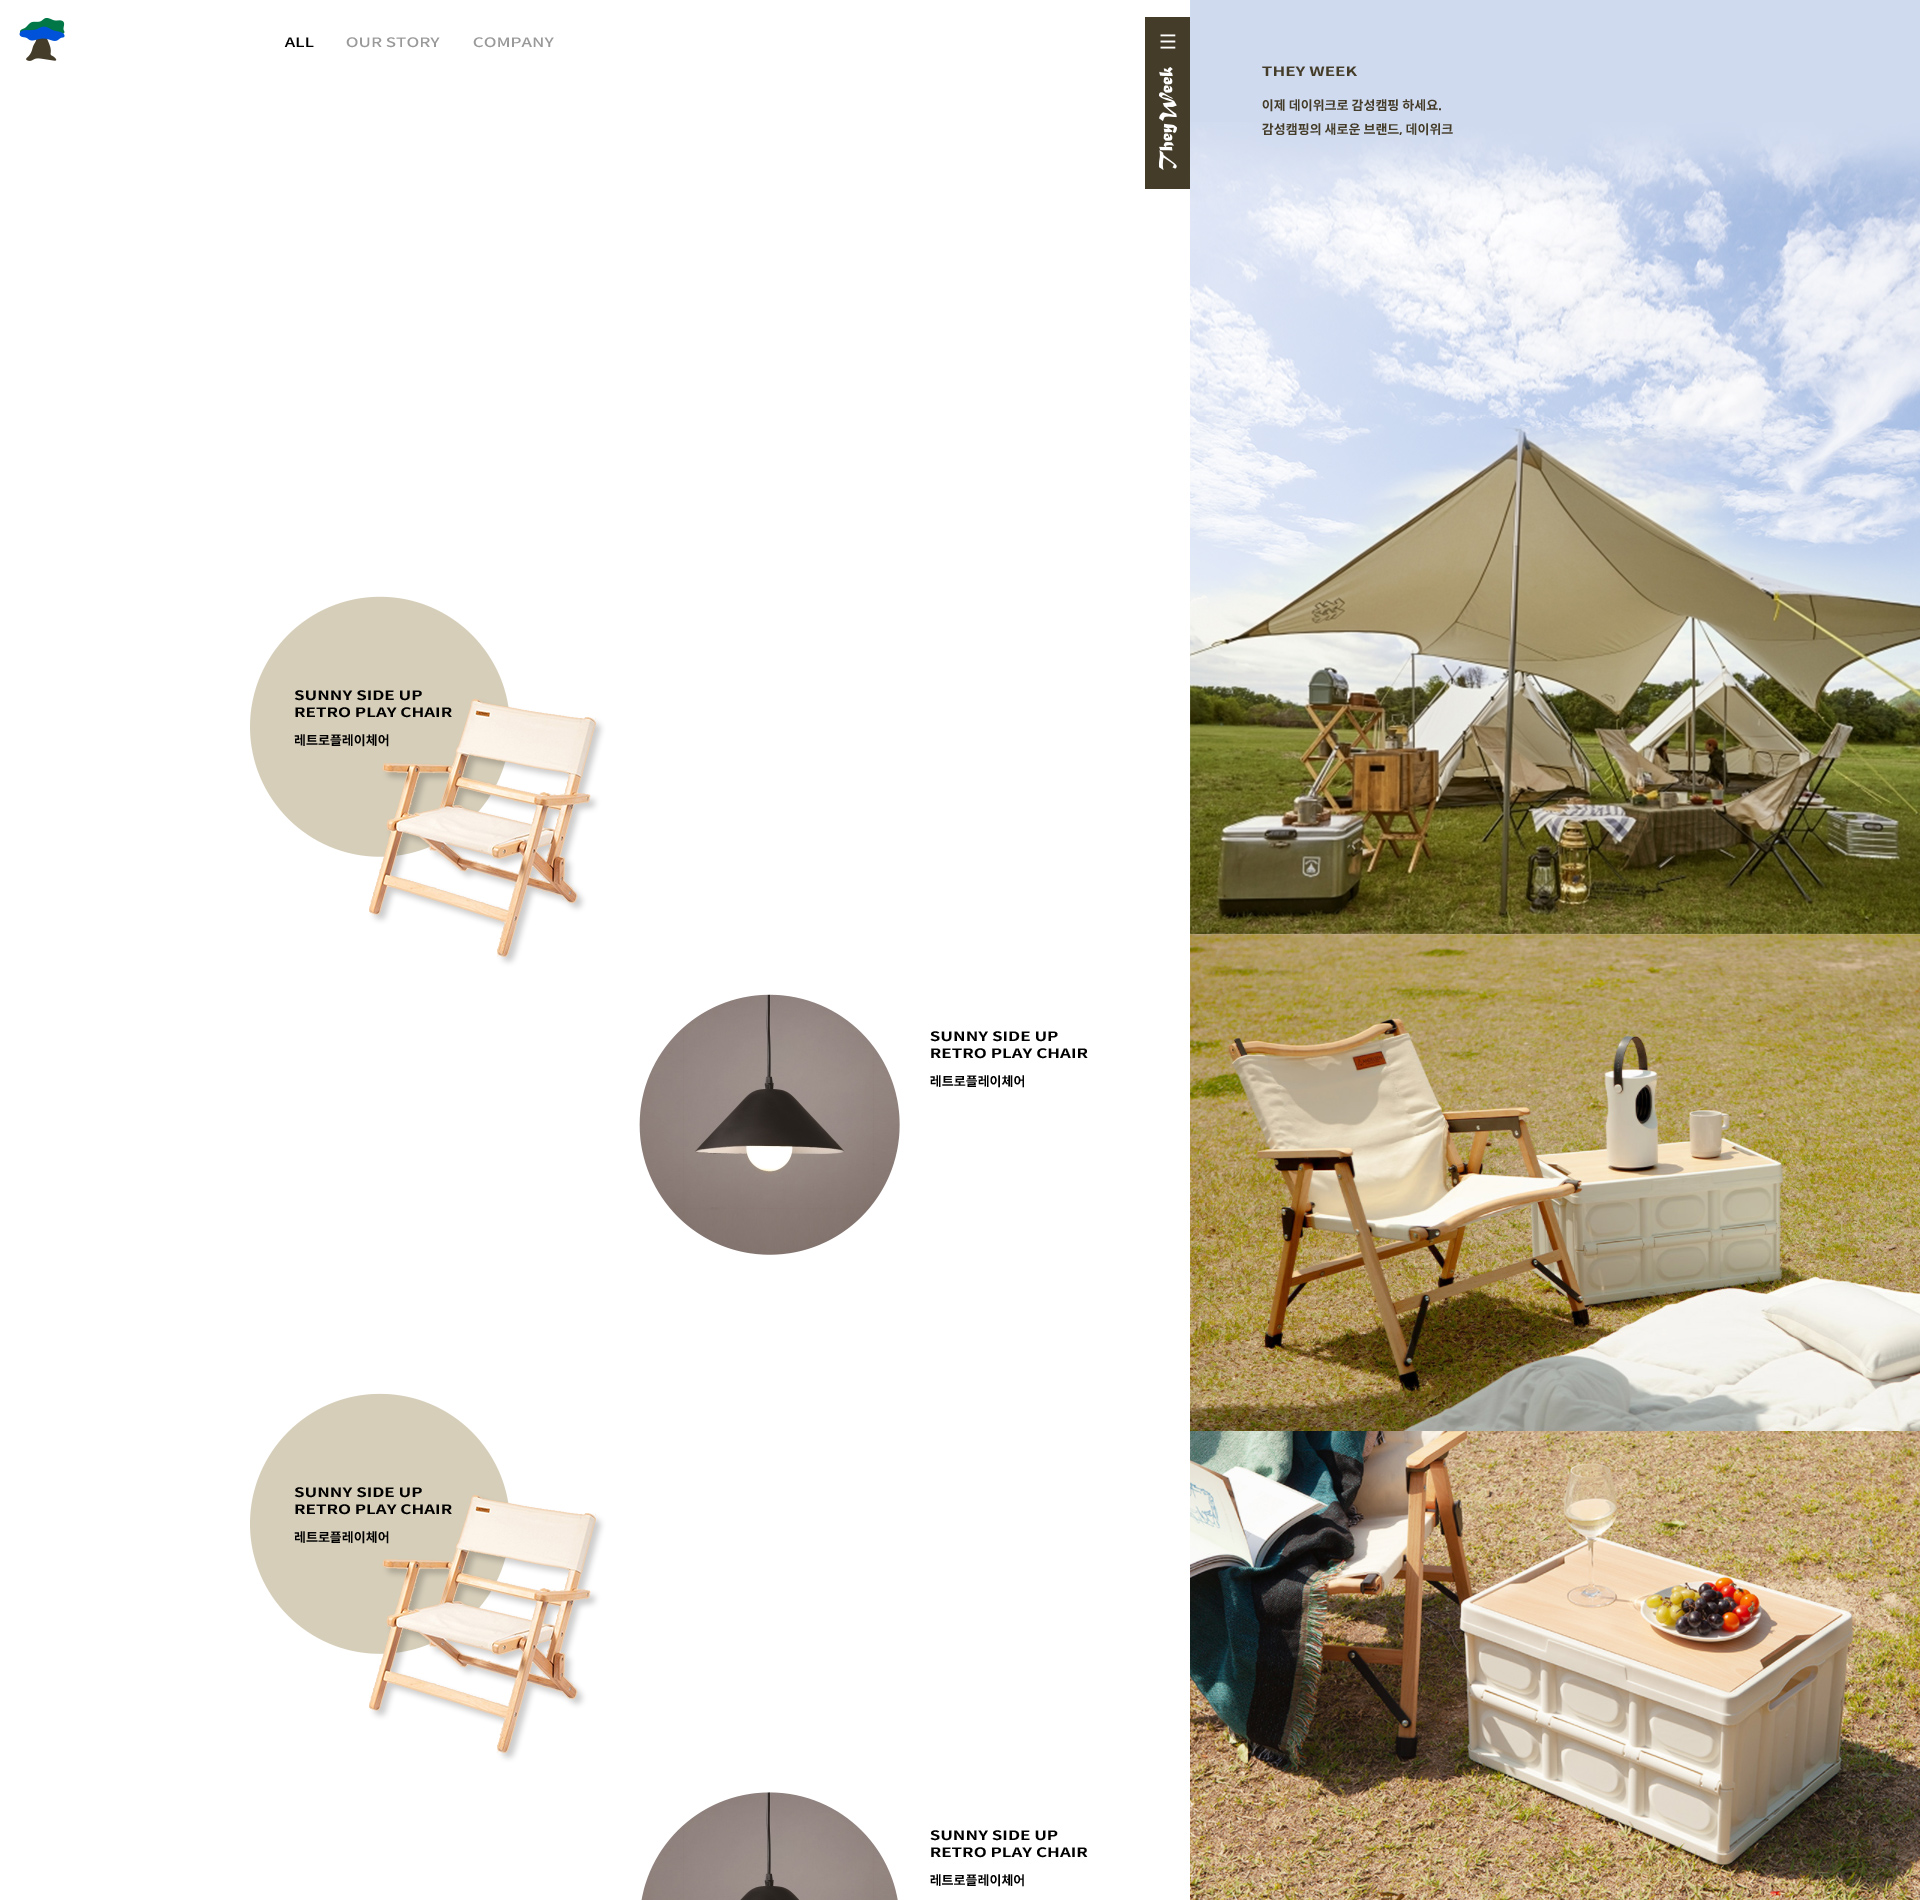 ALL
OUR STORY
COMPANY
They Week
THEY WEEK
이제 데이위크로 감성캠핑 하세요.
감성캠핑의 새로운 브랜드, 데이위크
SUNNY SIDE UP
RETRO PLAY CHAIR
레트로플레이체어
SUNNY SIDE UP
RETRO PLAY CHAIR
레트로플레이체어
SUNNY SIDE UP
RETRO PLAY CHAIR
레트로플레이체어
SUNNY SIDE UP
RETRO PLAY CHAIR
레트로플레이체어